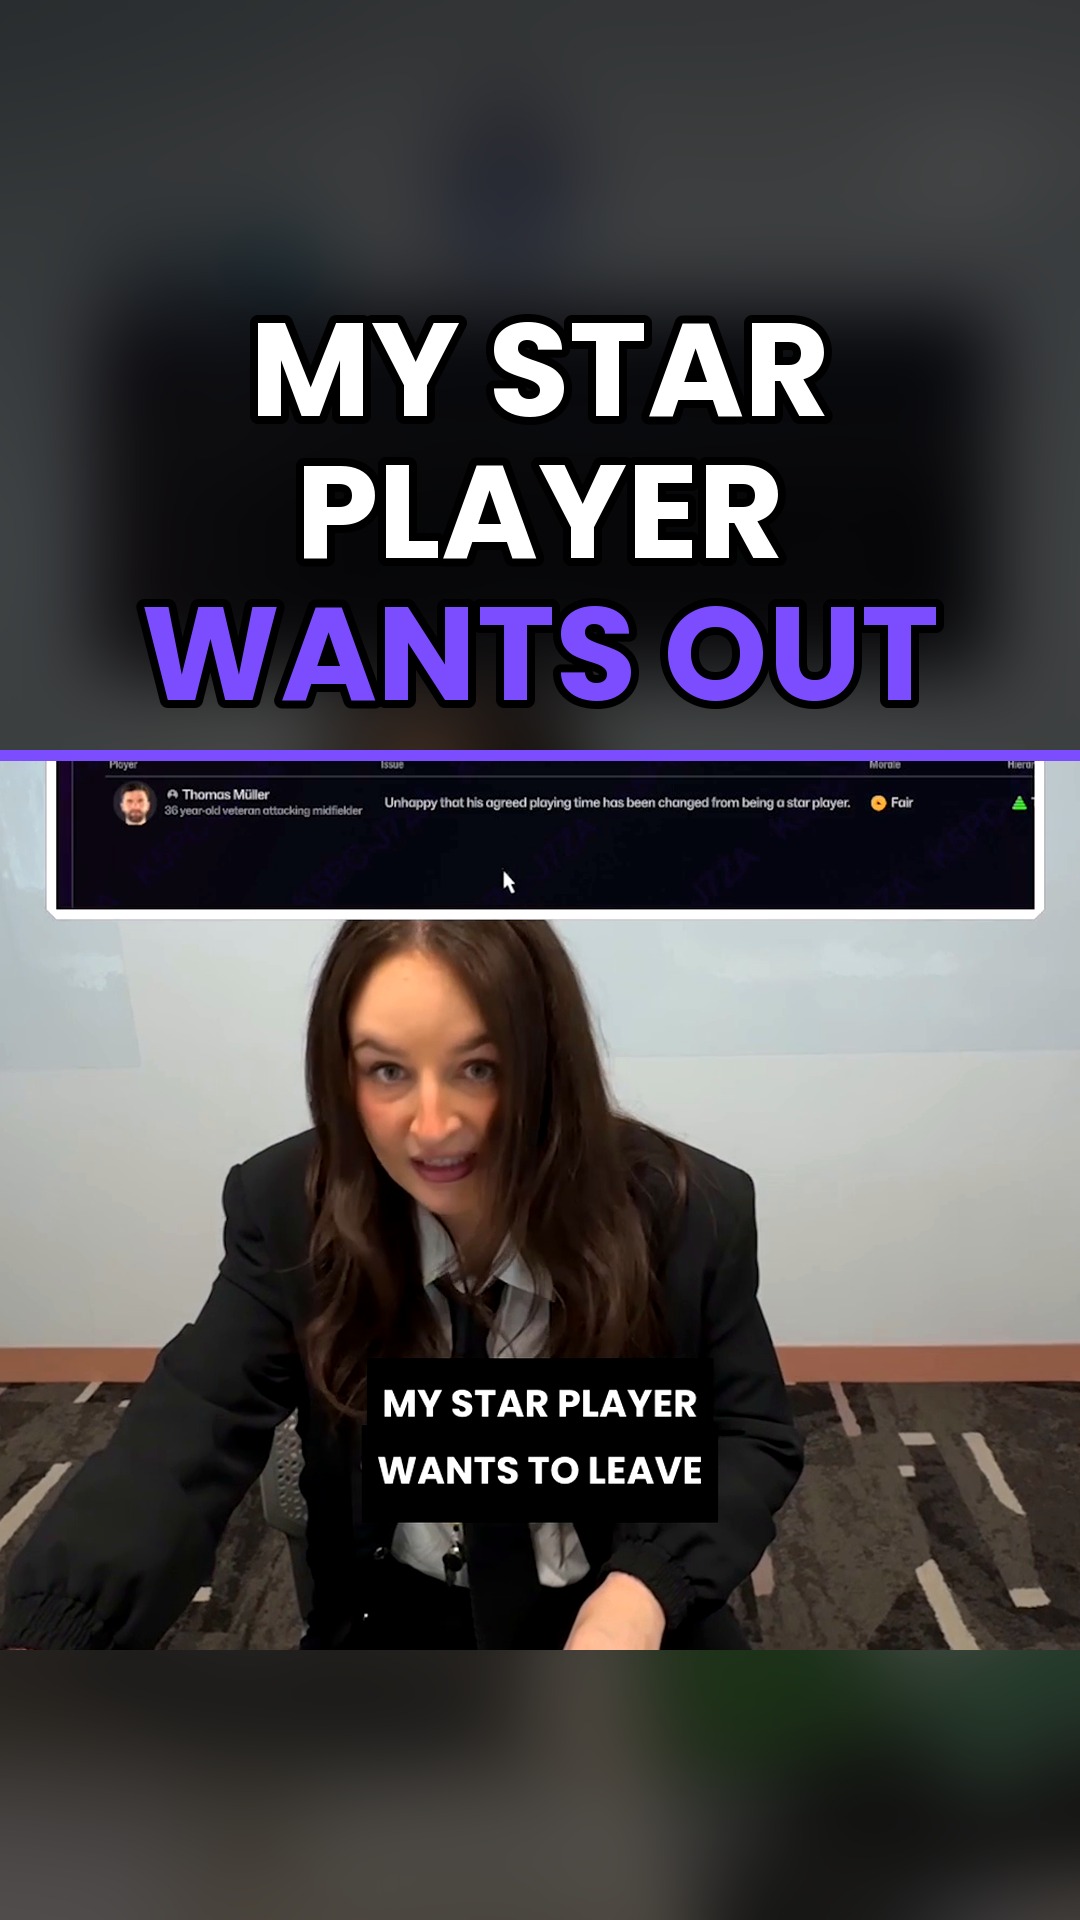 MY STAR
PLAYER
WANTS OUT
Player Issue Morale
Thomas Müller
36 year-old veteran attacking midfielder
Unhappy that his agreed playing time has been changed from being a star player.
Fair
MY STAR PLAYER
WANTS TO LEAVE